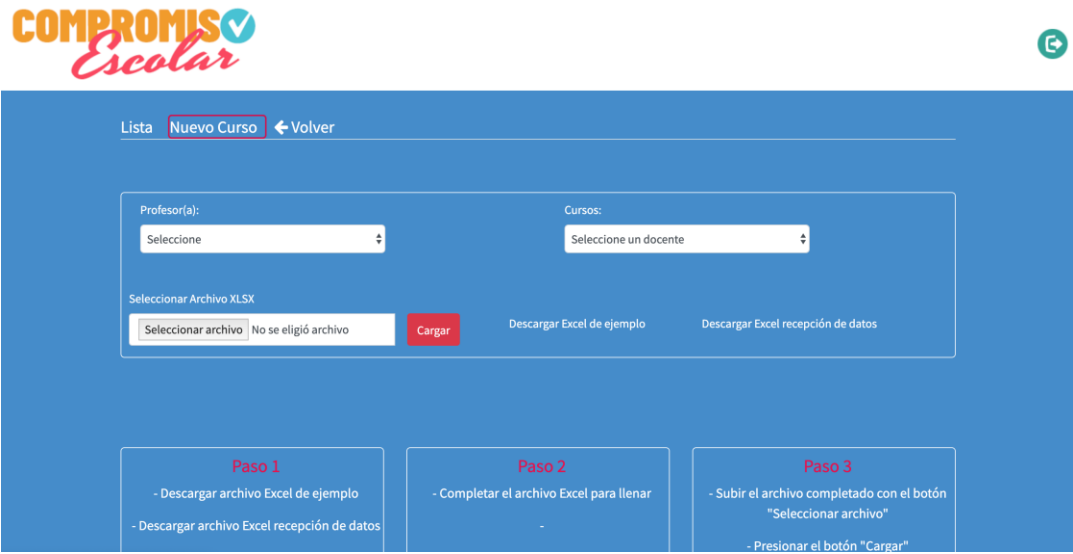 COMPROMISO
Escolar
Lista Nuevo Curso Volver
Profesor(a): Cursos:
Seleccione Seleccione un docente
Seleccionar Archivo XLSX
Seleccionar archivo No se eligió archivo Cargar Descargar Excel de ejemplo Descargar Excel recepción de datos
Paso 1
- Descargar archivo Excel de ejemplo
- Descargar archivo Excel recepción de datos
Paso 2
- Completar el archivo Excel para llenar
-
Paso 3
- Subir el archivo completado con el botón
"Seleccionar archivo"
- Presionar el botón "Cargar"